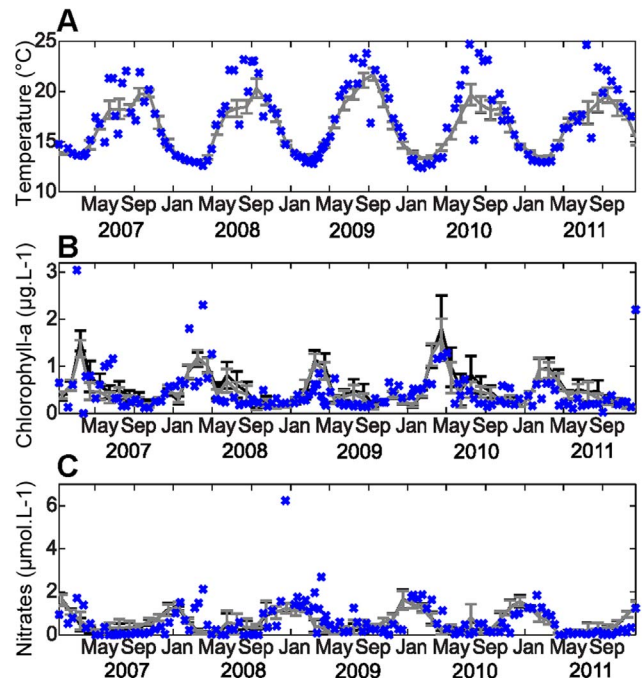 A
Temperature (°C)
25
20
15
10
May Sep Jan May Sep Jan May Sep Jan May Sep Jan May Sep
2007 2008 2009 2010 2011
B
Chlorophyll-a (µg.L-1)
3
2
1
0
May Sep Jan May Sep Jan May Sep Jan May Sep Jan May Sep
2007 2008 2009 2010 2011
C
Nitrates (µmol.L-1)
6
4
2
0
May Sep Jan May Sep Jan May Sep Jan May Sep Jan May Sep
2007 2008 2009 2010 2011